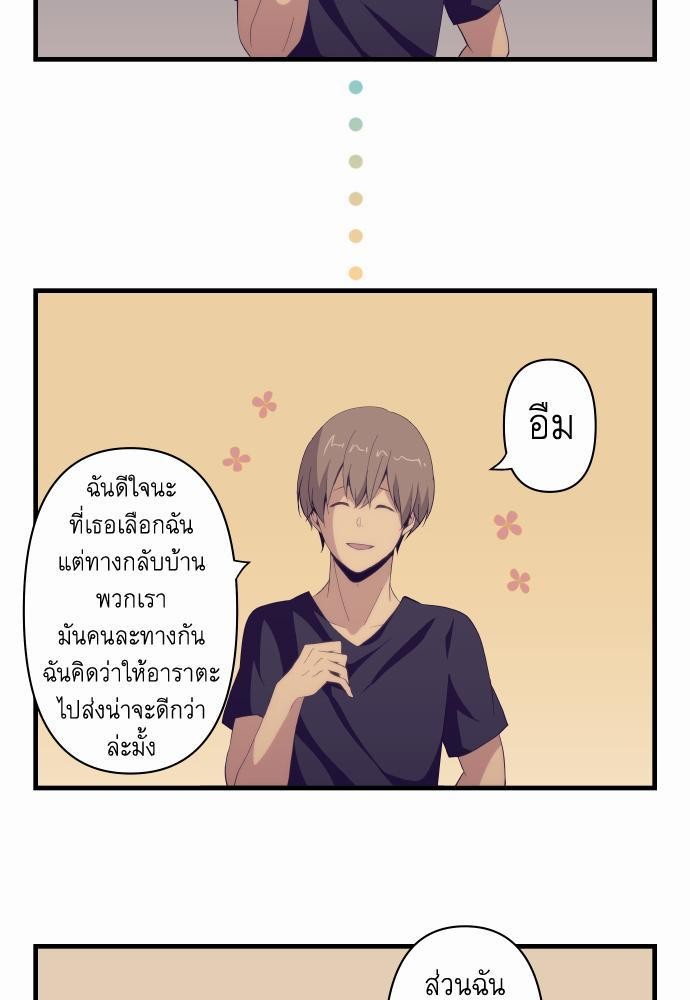 อืม
ฉันดีใจนะ
ที่เธอเลือกฉัน
แต่ทางกลับบ้าน
พวกเรา
มันคนละทางกัน
ฉันคิดว่าให้อาราตะ
ไปส่งน่าจะดีกว่า
ล่ะมั้ง
ส่วนฉัน